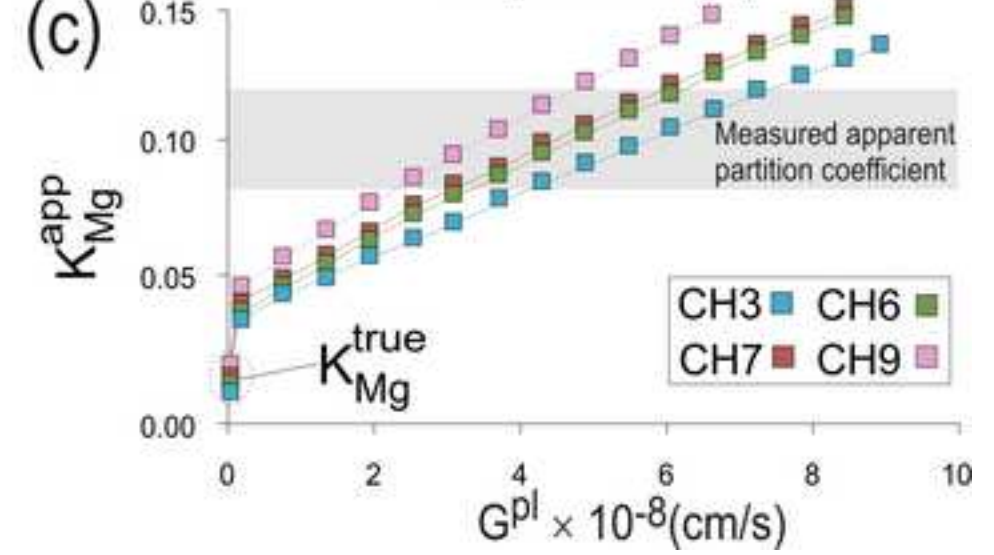 (c)
0.15
0.10
0.05
0.00
K^app_Mg
Measured apparent
partition coefficient
CH3 CH6
CH7 CH9
K^true_Mg
0 2 4 6 8 10
G^pl × 10^-8(cm/s)